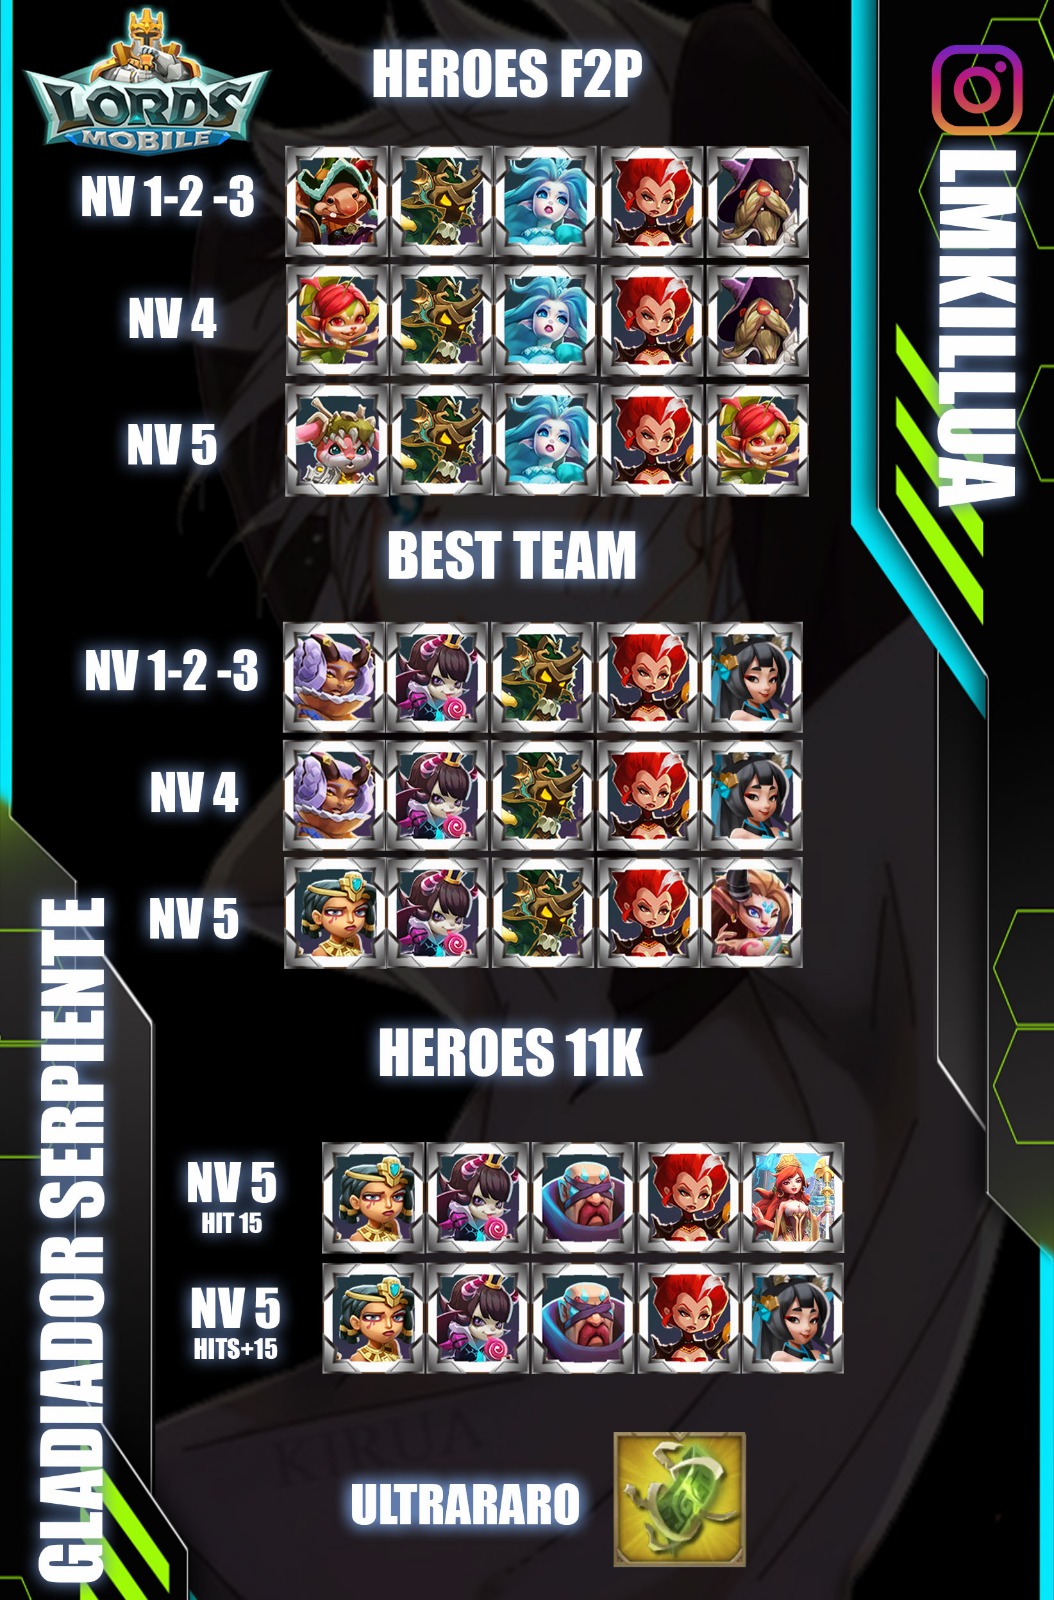 LORDS
MOBILE
HEROES F2P
NV 1-2 -3
NV 4
NV 5
BEST TEAM
NV 1-2 -3
NV 4
NV 5
HEROES 11K
NV 5
HIT 15
NV 5
HITS+15
ULTRARARO
GLADIADOR SERPIENTE
LMKILLUA
KIRUA